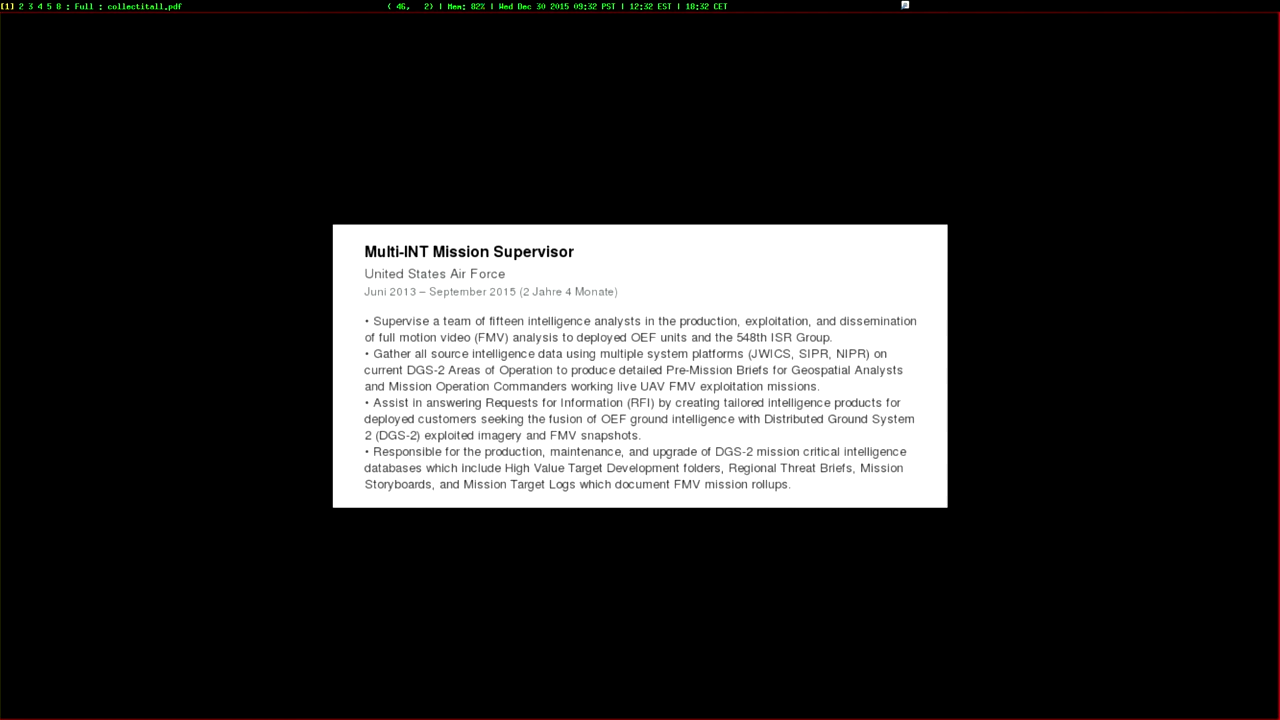 [1] 2 3 4 5 8 : Full : collectitall.pdf ( 46, 2) | Mem: 82% | Wed Dec 30 2015 09:32 PST | 12:32 EST | 18:32 CET
Multi-INT Mission Supervisor
United States Air Force
Juni 2013 – September 2015 (2 Jahre 4 Monate)
• Supervise a team of fifteen intelligence analysts in the production, exploitation, and dissemination
of full motion video (FMV) analysis to deployed OEF units and the 548th ISR Group.
• Gather all source intelligence data using multiple system platforms (JWICS, SIPR, NIPR) on
current DGS-2 Areas of Operation to produce detailed Pre-Mission Briefs for Geospatial Analysts
and Mission Operation Commanders working live UAV FMV exploitation missions.
• Assist in answering Requests for Information (RFI) by creating tailored intelligence products for
deployed customers seeking the fusion of OEF ground intelligence with Distributed Ground System
2 (DGS-2) exploited imagery and FMV snapshots.
• Responsible for the production, maintenance, and upgrade of DGS-2 mission critical intelligence
databases which include High Value Target Development folders, Regional Threat Briefs, Mission
Storyboards, and Mission Target Logs which document FMV mission rollups.